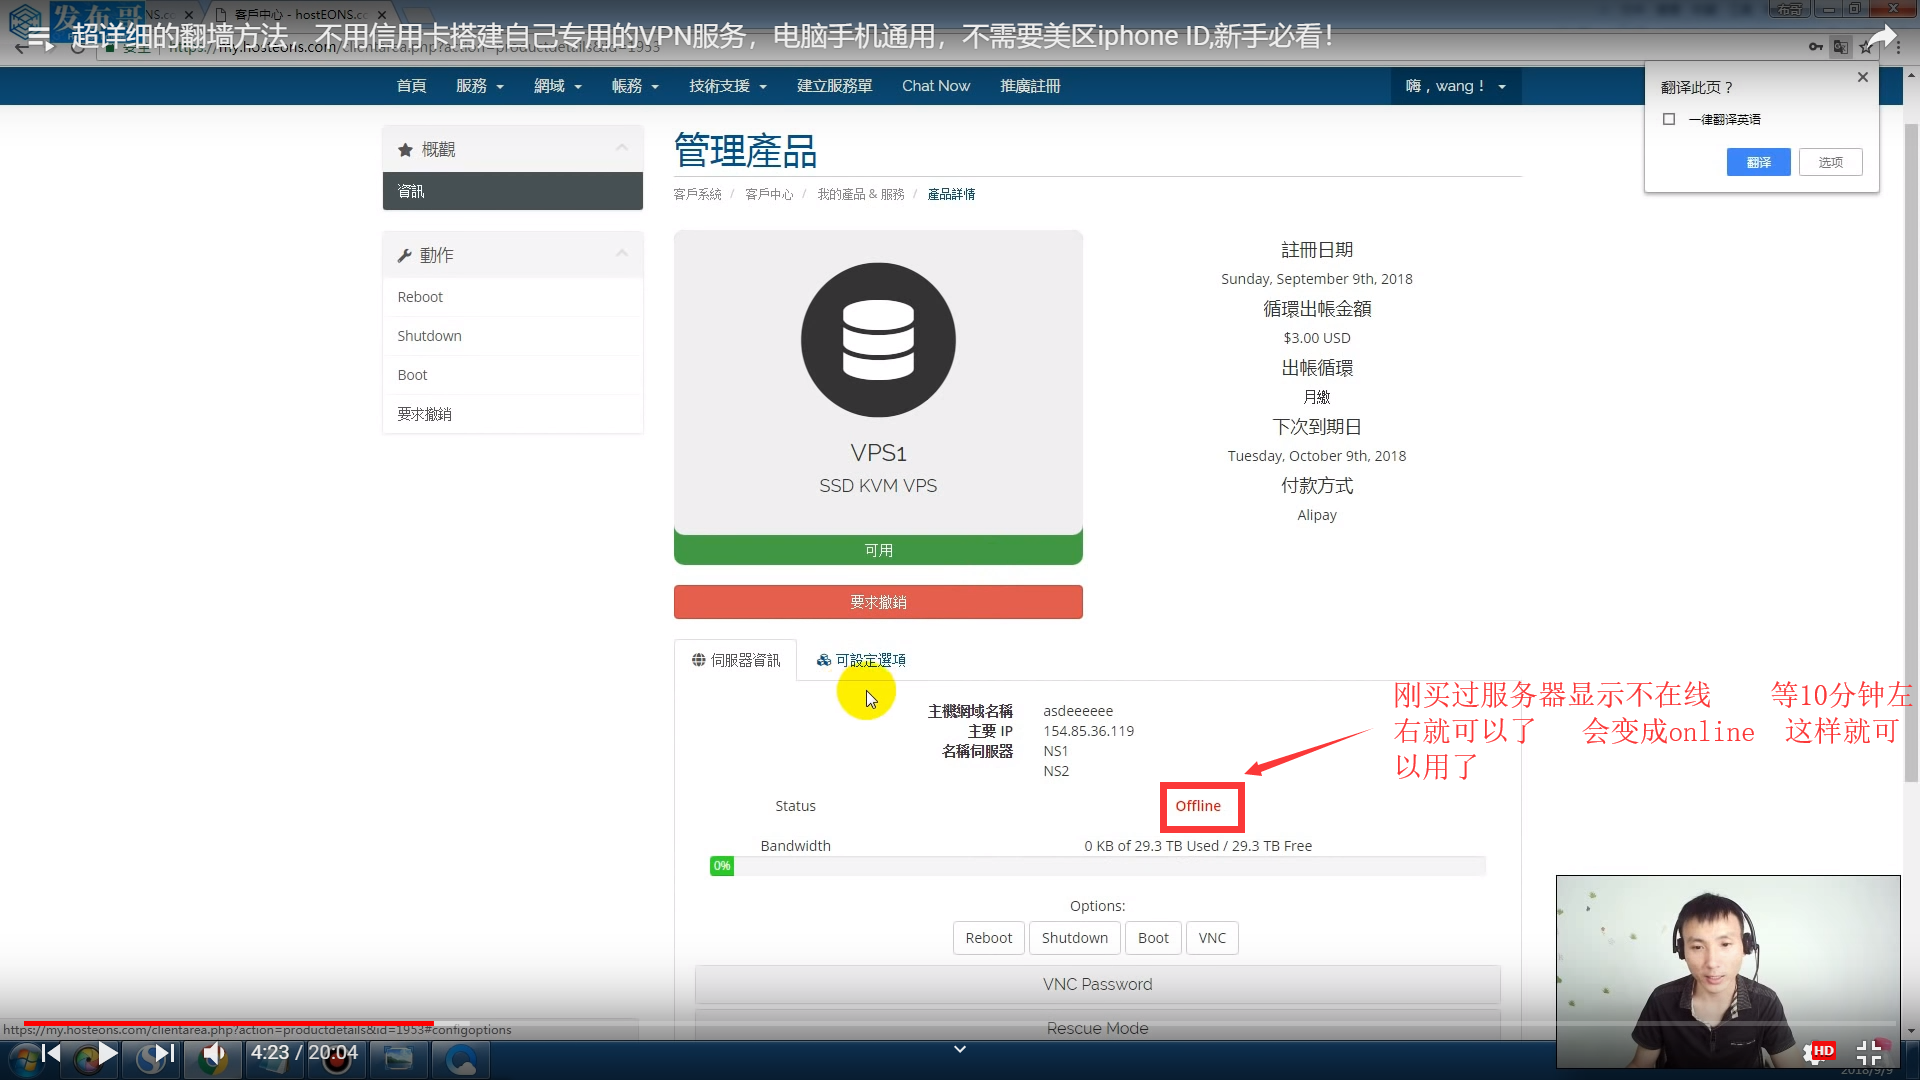 超详细的翻墙方法，不用信用卡搭建自己专用的VPN服务，电脑手机通用，不需要美区iphone ID,新手必看！
发布哥
客戶中心 - hostEONS.co
首頁 服務 網域 帳務 技術支援 建立服務單 Chat Now 推廣註冊 嗨，wang！
翻译此页？
一律翻译英语
翻译 选项
概觀
資訊
動作
Reboot
Shutdown
Boot
要求撤銷
管理產品
客戶系統 / 客戶中心 / 我的產品 & 服務 / 產品詳情
VPS1
SSD KVM VPS
可用
要求撤銷
註冊日期
Sunday, September 9th, 2018
循環出帳金額
$3.00 USD
出帳循環
月繳
下次到期日
Tuesday, October 9th, 2018
付款方式
Alipay
伺服器資訊 可設定選項
主機網域名稱 asdeeeeee
主要 IP 154.85.36.119
名稱伺服器 NS1
NS2
Status Offline
刚买过服务器显示不在线 等10分钟左
右就可以了 会变成online 这样就可
以用了
Bandwidth 0 KB of 29.3 TB Used / 29.3 TB Free
0%
Options:
Reboot Shutdown Boot VNC
VNC Password
Rescue Mode
https://my.hosteons.com/clientarea.php?action=productdetails&id=1953#configoptions
4:23 / 20:04
HD
2018/9/9